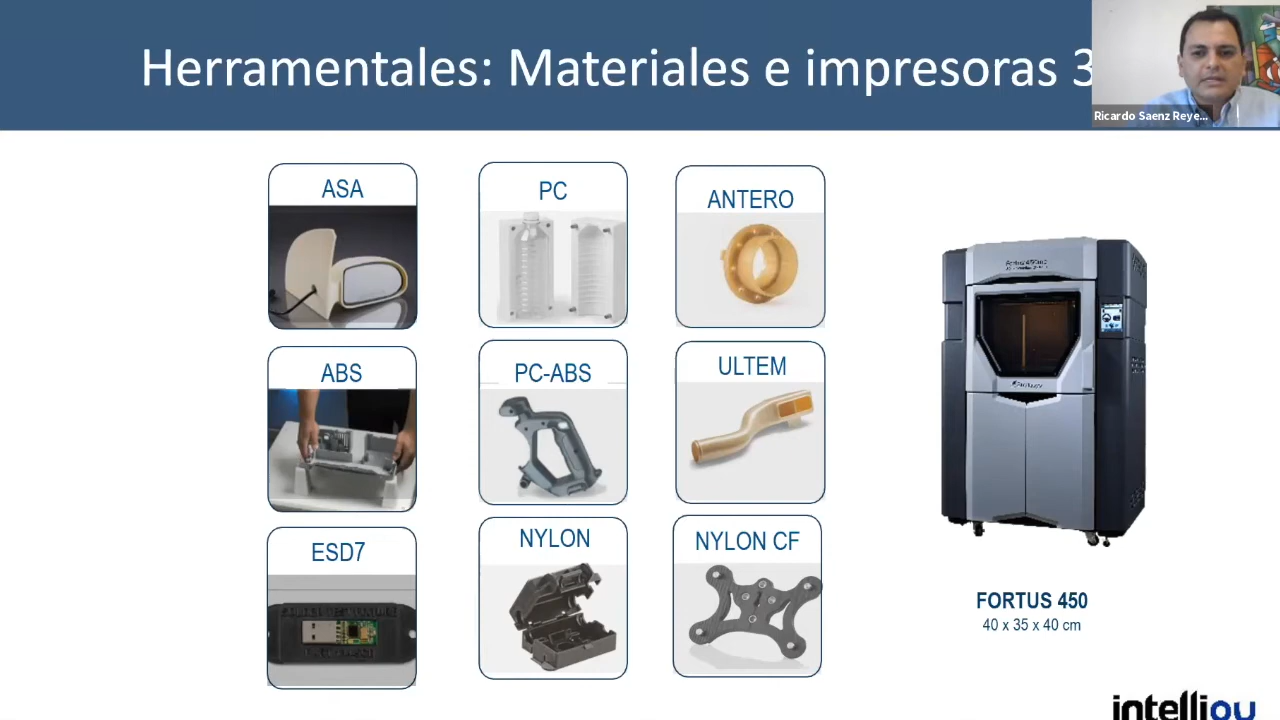 Herramentales: Materiales e impresoras 3
Ricardo Saenz Reye...
ASA
PC
ANTERO
ABS
PC-ABS
ULTEM
ESD7
NYLON
NYLON CF
FORTUS 450
40 x 35 x 40 cm